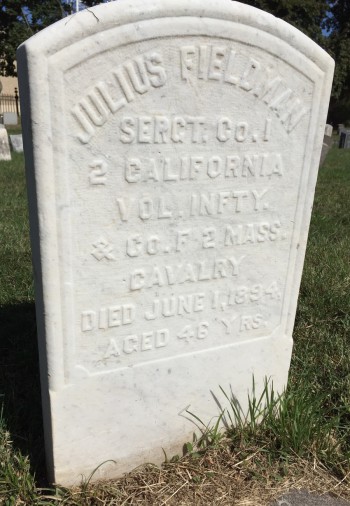 JULIUS FIELDMAN
SERGT. CO. I
2 CALIFORNIA
VOL. INFTY.
& CO. F 2 MASS.
CAVALRY
DIED JUNE 1, 1894,
AGED 46 YRS.